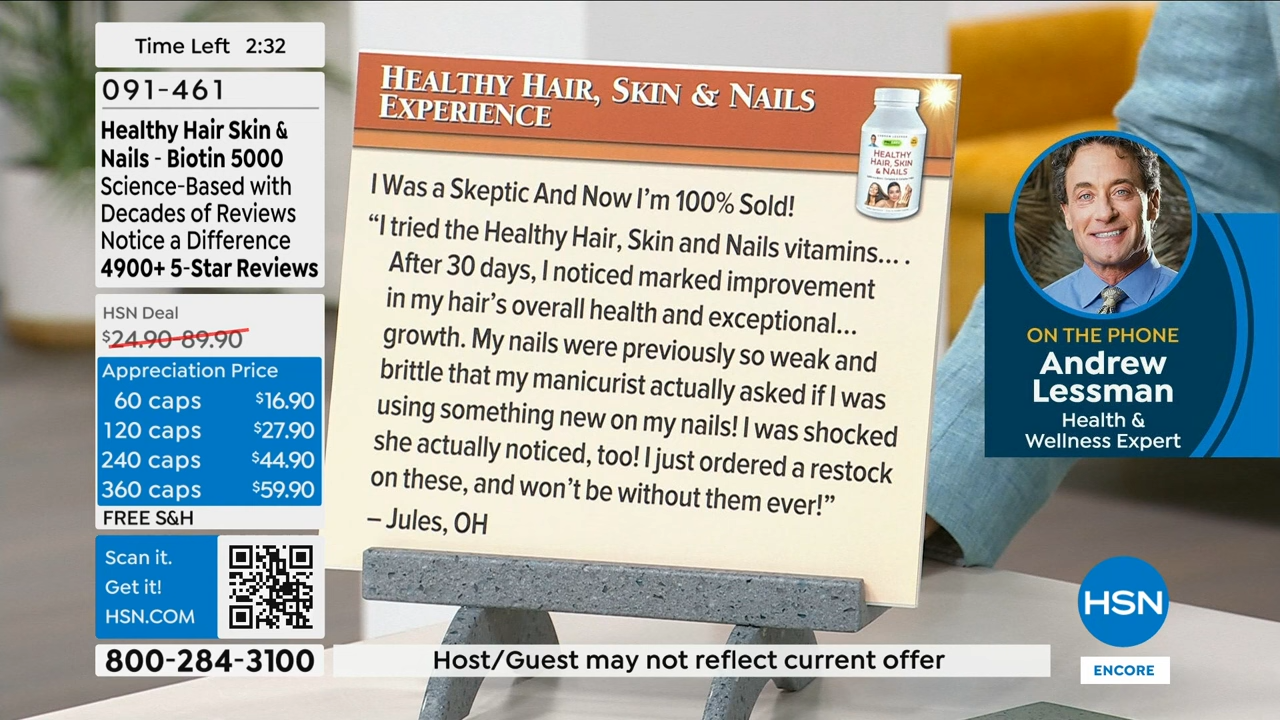 Time Left 2:32
091-461
Healthy Hair Skin &
Nails - Biotin 5000
Science-Based with
Decades of Reviews
Notice a Difference
4900+ 5-Star Reviews
HSN Deal
$24.90-89.90
Appreciation Price
60 caps $16.90
120 caps $27.90
240 caps $44.90
360 caps $59.90
FREE S&H
Scan it.
Get it!
HSN.COM
800-284-3100
HEALTHY HAIR, SKIN & NAILS
EXPERIENCE
HEALTHY
HAIR, SKIN
& NAILS
I Was a Skeptic And Now I'm 100% Sold!
“I tried the Healthy Hair, Skin and Nails vitamins... .
After 30 days, I noticed marked improvement
in my hair's overall health and exceptional...
growth. My nails were previously so weak and
brittle that my manicurist actually asked if I was
using something new on my nails! I was shocked
she actually noticed, too! I just ordered a restock
on these, and won't be without them ever!”
– Jules, OH
ON THE PHONE
Andrew
Lessman
Health &
Wellness Expert
HSN
ENCORE
Host/Guest may not reflect current offer